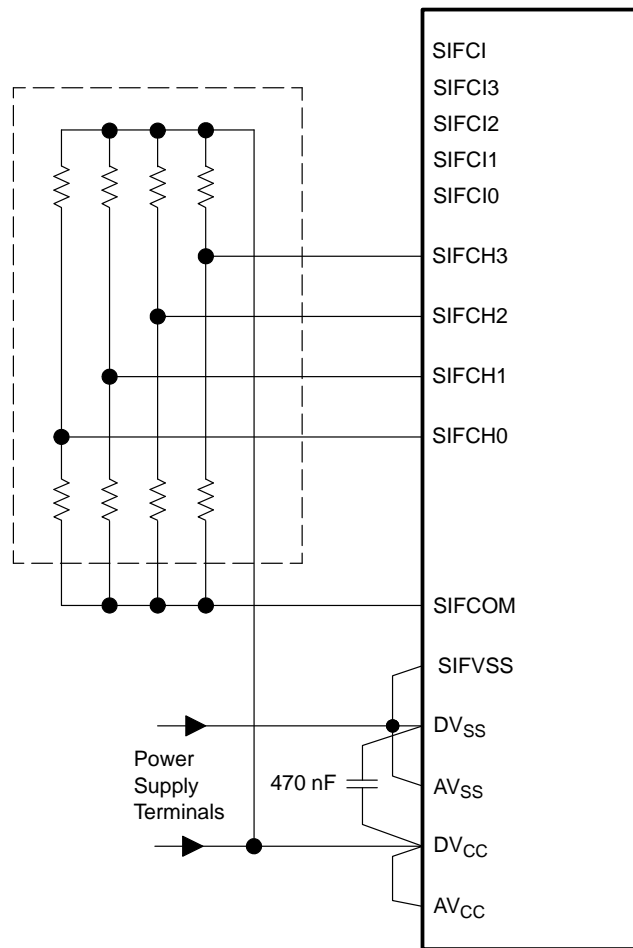 SIFCI
SIFCI3
SIFCI2
SIFCI1
SIFCI0
SIFCH3
SIFCH2
SIFCH1
SIFCH0
SIFCOM
SIFVSS
DVSS
Power
Supply
Terminals
470 nF
AVSS
DVCC
AVCC